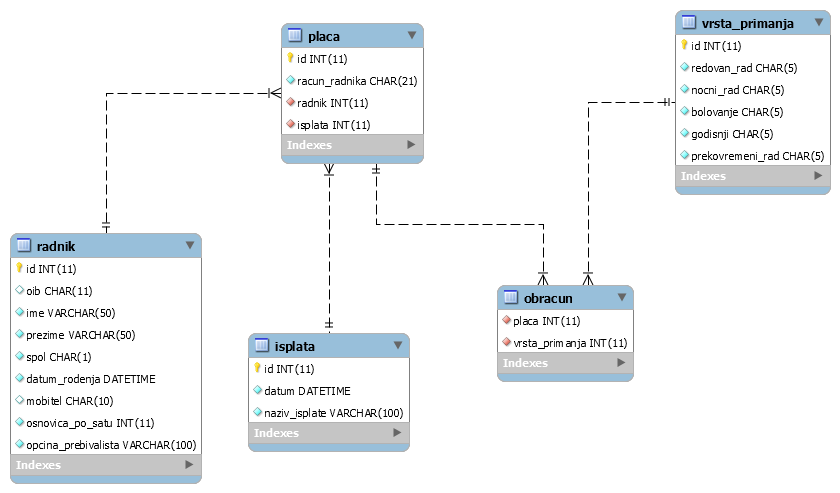 placa
id INT(11)
racun_radnika CHAR(21)
radnik INT(11)
isplata INT(11)
Indexes
vrsta_primanja
id INT(11)
redovan_rad CHAR(5)
nocni_rad CHAR(5)
bolovanje CHAR(5)
godisnji CHAR(5)
prekovremeni_rad CHAR(5)
Indexes
radnik
id INT(11)
oib CHAR(11)
ime VARCHAR(50)
prezime VARCHAR(50)
spol CHAR(1)
datum_rodenja DATETIME
mobitel CHAR(10)
osnovica_po_satu INT(11)
opcina_prebivalista VARCHAR(100)
Indexes
isplata
id INT(11)
datum DATETIME
naziv_isplate VARCHAR(100)
Indexes
obracun
placa INT(11)
vrsta_primanja INT(11)
Indexes